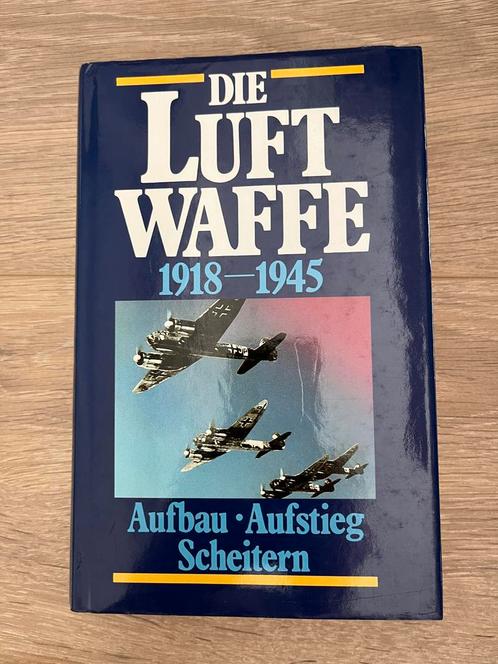 DIE
LUFT
WAFFE
1918—1945
Aufbau · Aufstieg
Scheitern